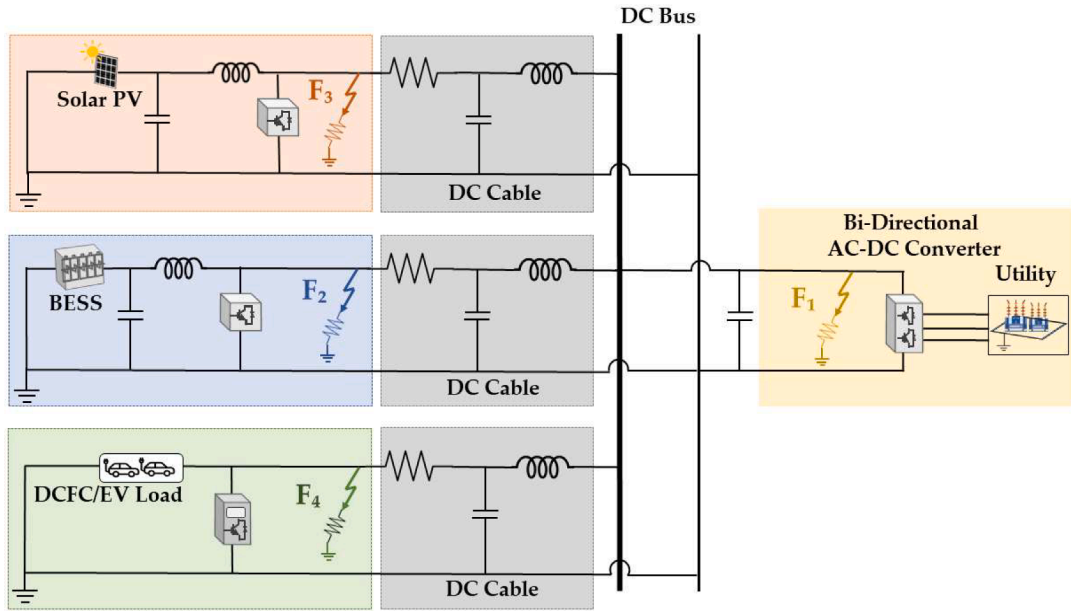 DC Bus
Solar PV
F3
DC Cable
Bi-Directional
AC-DC Converter
Utility
BESS
F2
F1
DC Cable
DCFC/EV Load
F4
DC Cable